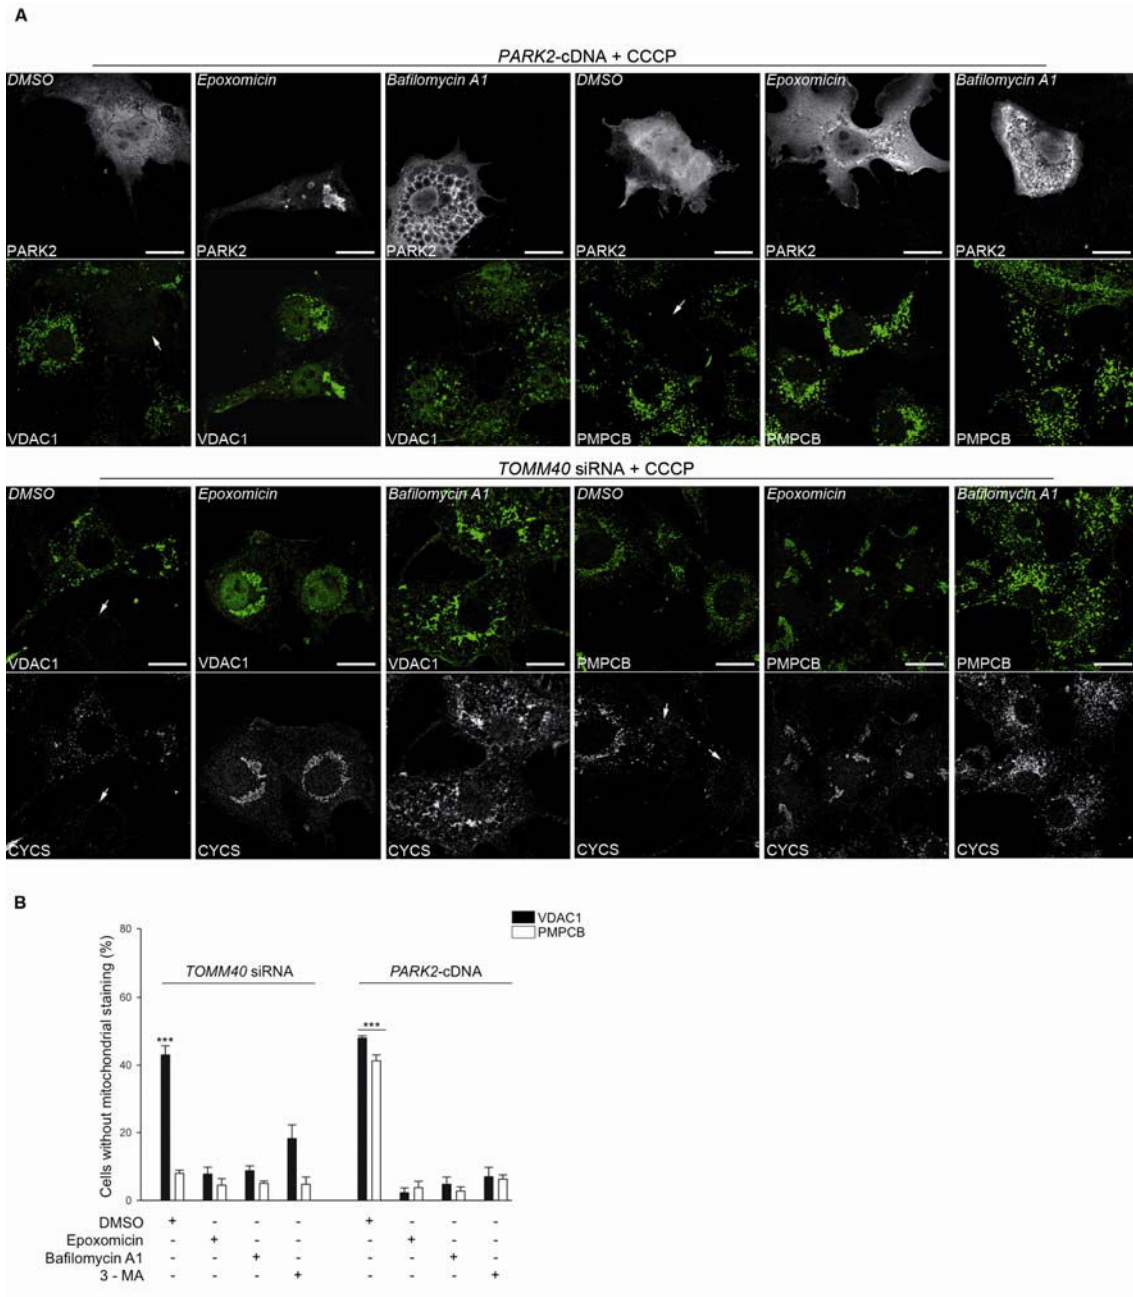 A
PARK2-cDNA + CCCP
DMSO Epoxomicin Bafilomycin A1 DMSO Epoxomicin Bafilomycin A1
PARK2 PARK2 PARK2 PARK2 PARK2 PARK2
VDAC1 VDAC1 VDAC1 PMPCB PMPCB PMPCB
TOMM40 siRNA + CCCP
DMSO Epoxomicin Bafilomycin A1 DMSO Epoxomicin Bafilomycin A1
VDAC1 VDAC1 VDAC1 PMPCB PMPCB PMPCB
CYCS CYCS CYCS CYCS CYCS CYCS
B
VDAC1
PMPCB
Cells without mitochondrial staining (%)
80
60
40
20
0
TOMM40 siRNA PARK2-cDNA
*** ***
DMSO + - - - + - - -
Epoxomicin - + - - - + - -
Bafilomycin A1 - - + - - - + -
3 - MA - - - + - - - +